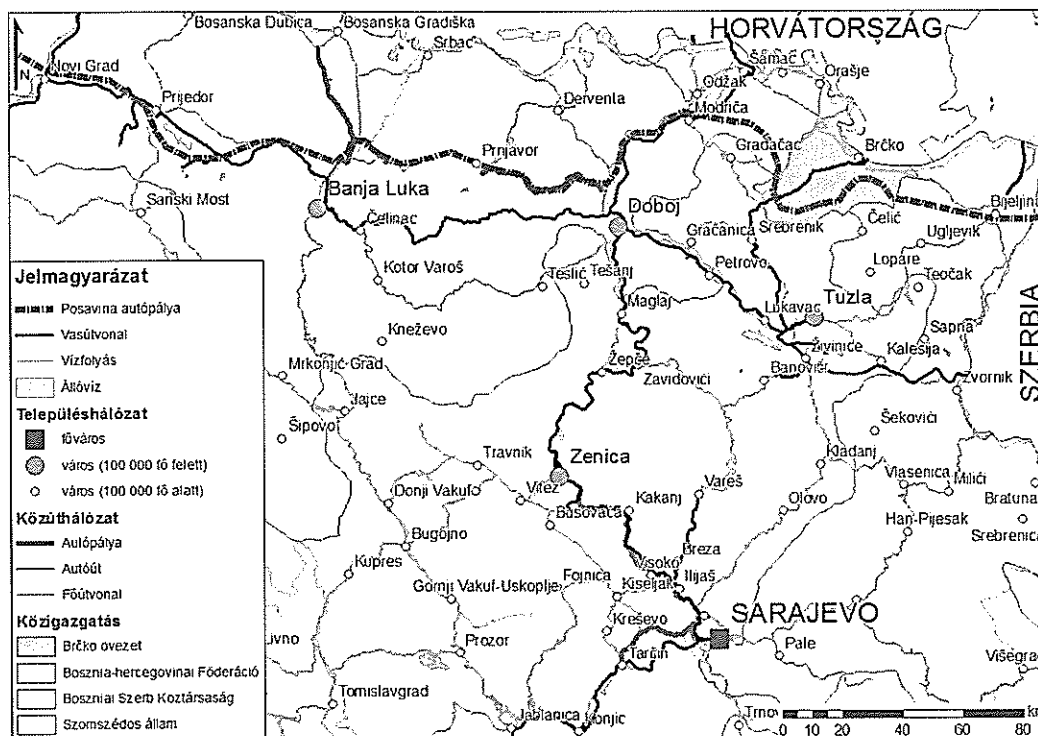 Bosanska Dubica
Bosanska Gradiška
HORVÁTORSZÁG
Srbac
Šamac
Orašje
N
Novi Grad
Odžak
Prijedor
Derventa
Modriča
Gradačac
Brčko
Prnjavor
Banja Luka
Sanski Most
Doboj
Bijeljina
Čelinac
Gračanica
Srebrenik
Čelić
Ugljevik
Lopare
Kotor Varoš
Teslić
Tešanj
Petrovo
Teočak
Jelmagyarázat
Posavina autópálya
Maglaj
Lukavac
Tuzla
Vasútvonal
Kneževo
Sapna
SZERBIA
Vízfolyás
Živinice
Kalesija
Állóvíz
Mrkonjić-Grad
Žepče
Zavidovići
Banovići
Zvornik
Településhálózat
Jajce
Šekovići
főváros
Šipovo
város (100 000 fő felett)
Travnik
Zenica
Kladanj
Vlasenica
Milići
város (100 000 fő alatt)
Donji Vakuf
Vitez
Kakanj
Vareš
Olovo
Bratuna
Közúthálózat
Busovača
Han-Pijesak
Srebrenica
Autópálya
Bugojno
Autóút
Kupres
Visoko
Breza
Főútvonal
Gornji Vakuf-Uskoplje
Fojnica
Kiseljak
Ilijaš
Közigazgatás
Kreševo
SARAJEVO
Brčko
livno
Prozor
Pale
Bosznia-hercegovinai Föderáció
Tarčin
Višegrad
Boszniai Szerb Köztársaság
Tomislavgrad
Szomszédos állam
Jablanica
Konjic
Trno
km
0 10 20 40 60 80